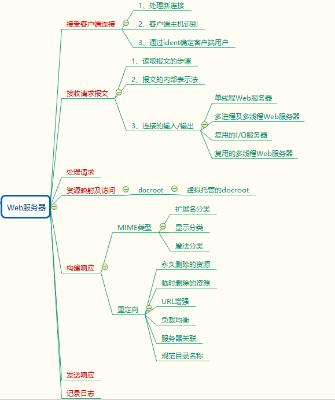 接受客户端连接
1、处理新连接
2、客户端主机识别
3、通过ident确定客户端用户
接收请求报文
1、读取报文的步骤
2、报文的内部表示法
3、连接的输入/输出
单线程Web服务器
多进程及多线程Web服务器
复用的I/O服务器
复用的多线程Web服务器
处理请求
资源映射及访问
docroot
虚拟托管的docroot
Web服务器
构建响应
MIME类型
扩展名分类
显示分类
魔法分类
重定向
永久删除的资源
临时删除的资源
URL增强
负载均衡
服务器关联
规范目录名称
发送响应
记录日志